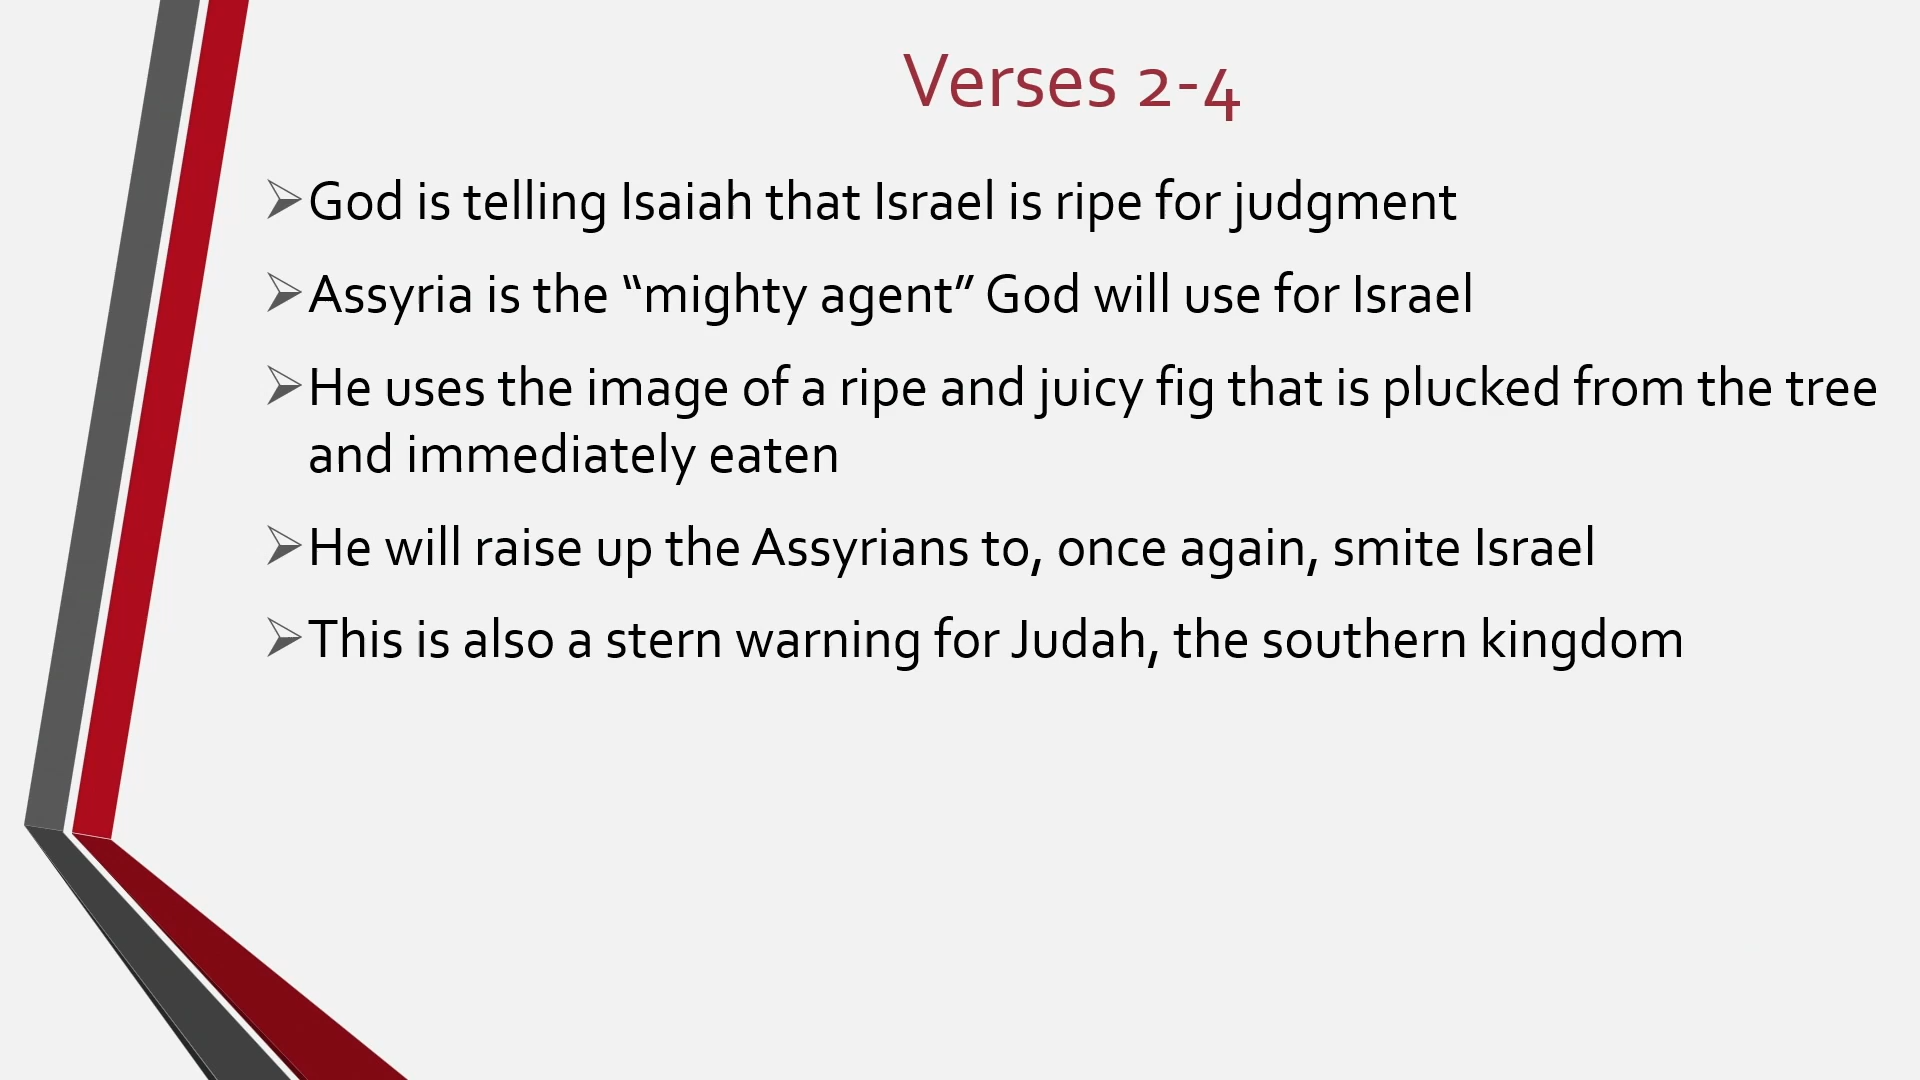 Verses 2-4
➢God is telling Isaiah that Israel is ripe for judgment
➢Assyria is the “mighty agent” God will use for Israel
➢He uses the image of a ripe and juicy fig that is plucked from the tree
and immediately eaten
➢He will raise up the Assyrians to, once again, smite Israel
➢This is also a stern warning for Judah, the southern kingdom